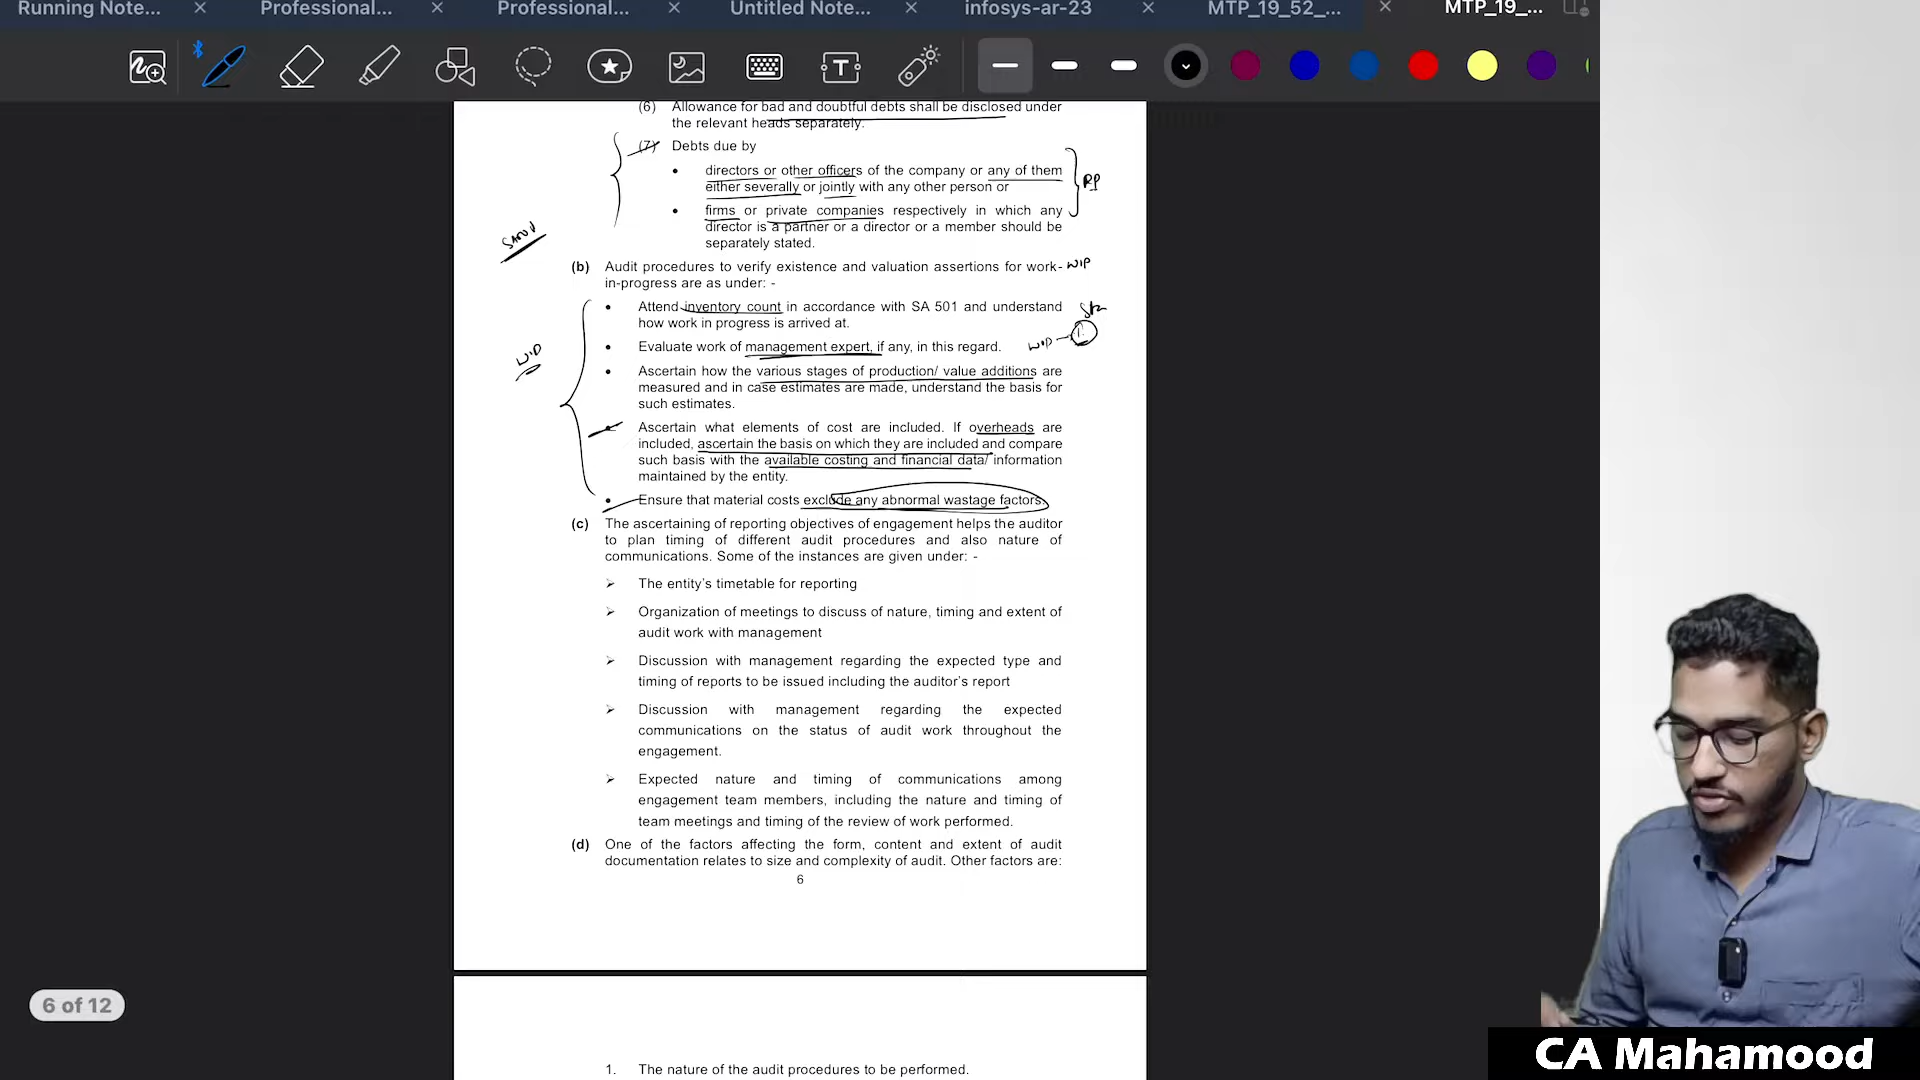 Running Note...
Professional...
Professional...
Untitled Note...
infosys-ar-23
MTP_19_52_...
MTP_19_...
(6) Allowance for bad and doubtful debts shall be disclosed under
the relevant heads separately.
(7) Debts due by
• directors or other officers of the company or any of them
either severally or jointly with any other person or
RP
• firms or private companies respectively in which any
director is a partner or a director or a member should be
separately stated.
(b) Audit procedures to verify existence and valuation assertions for work-
WIP
in-progress are as under: -
• Attend inventory count in accordance with SA 501 and understand
how work in progress is arrived at.
• Evaluate work of management expert, if any, in this regard.
WIP
WIP
• Ascertain how the various stages of production/ value additions are
measured and in case estimates are made, understand the basis for
such estimates.
• Ascertain what elements of cost are included. If overheads are
included, ascertain the basis on which they are included and compare
such basis with the available costing and financial data/ information
maintained by the entity.
• Ensure that material costs exclude any abnormal wastage factors.
(c) The ascertaining of reporting objectives of engagement helps the auditor
to plan timing of different audit procedures and also nature of
communications. Some of the instances are given under: -
➢ The entity's timetable for reporting
➢ Organization of meetings to discuss of nature, timing and extent of
audit work with management
➢ Discussion with management regarding the expected type and
timing of reports to be issued including the auditor's report
➢ Discussion with management regarding the expected
communications on the status of audit work throughout the
engagement.
➢ Expected nature and timing of communications among
engagement team members, including the nature and timing of
team meetings and timing of the review of work performed.
(d) One of the factors affecting the form, content and extent of audit
documentation relates to size and complexity of audit. Other factors are:
6
6 of 12
1. The nature of the audit procedures to be performed.
CA Mahamood